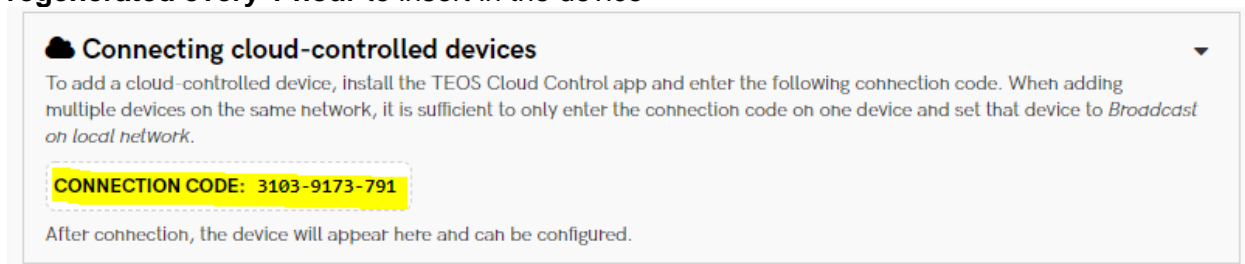 regenerated every 1 hour to insert in the device
Connecting cloud-controlled devices
To add a cloud-controlled device, install the TEOS Cloud Control app and enter the following connection code. When adding
multiple devices on the same network, it is sufficient to only enter the connection code on one device and set that device to Broadcast
on local network.
CONNECTION CODE: 3103-9173-791
After connection, the device will appear here and can be configured.